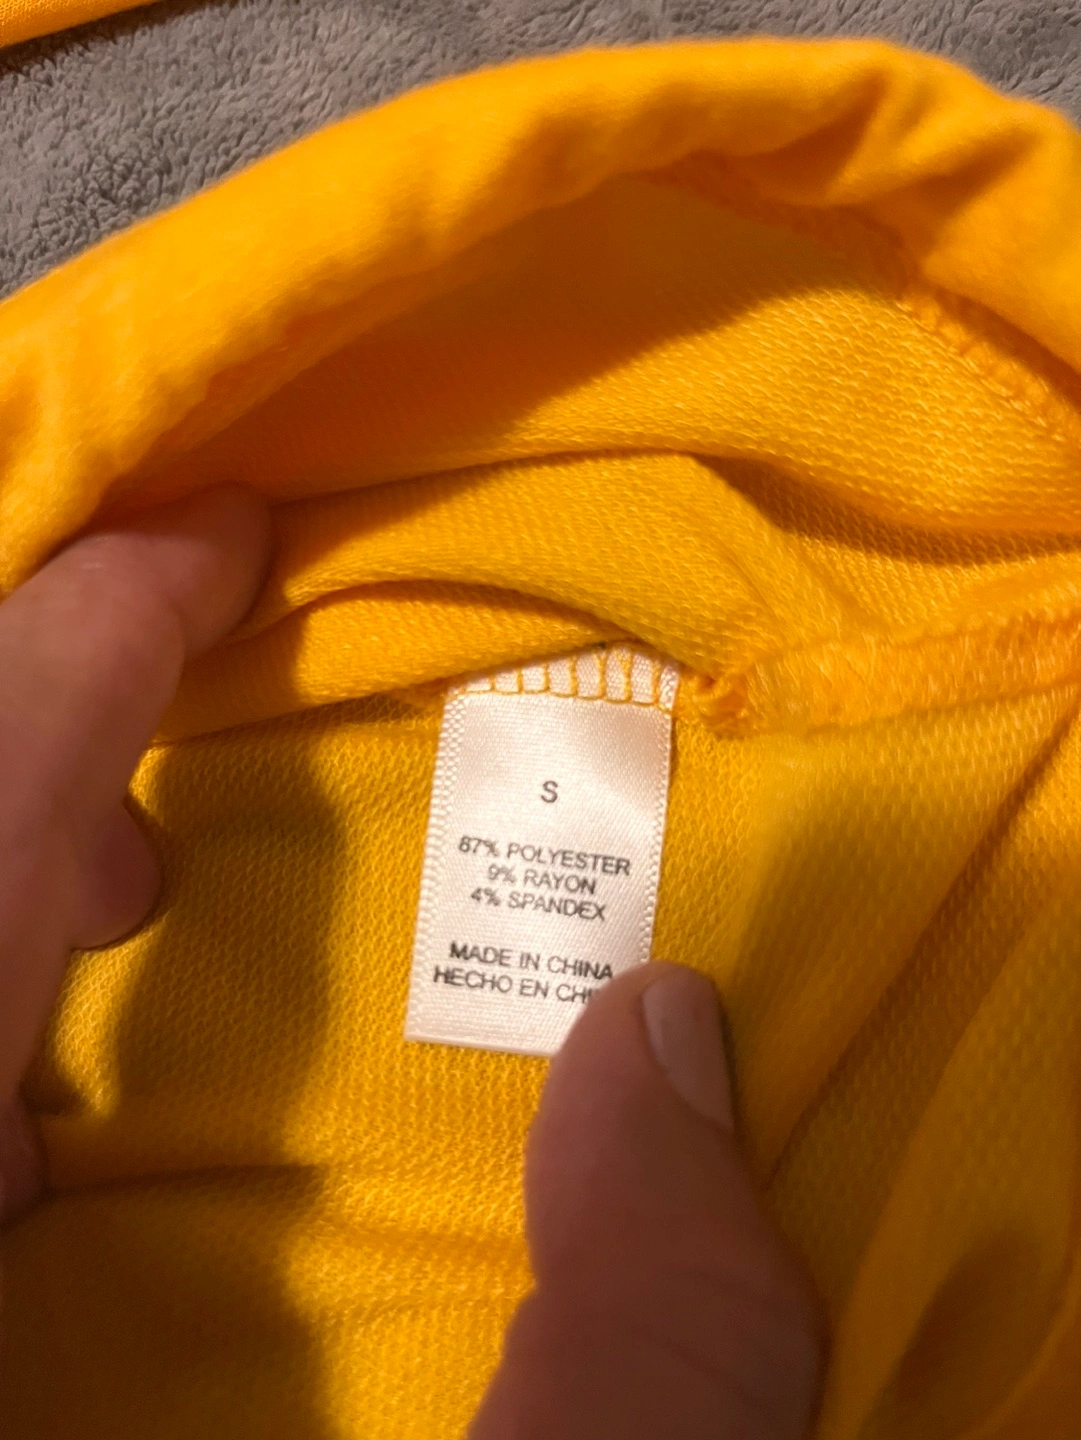 S
87% POLYESTER
9% RAYON
4% SPANDEX
MADE IN CHINA
HECHO EN